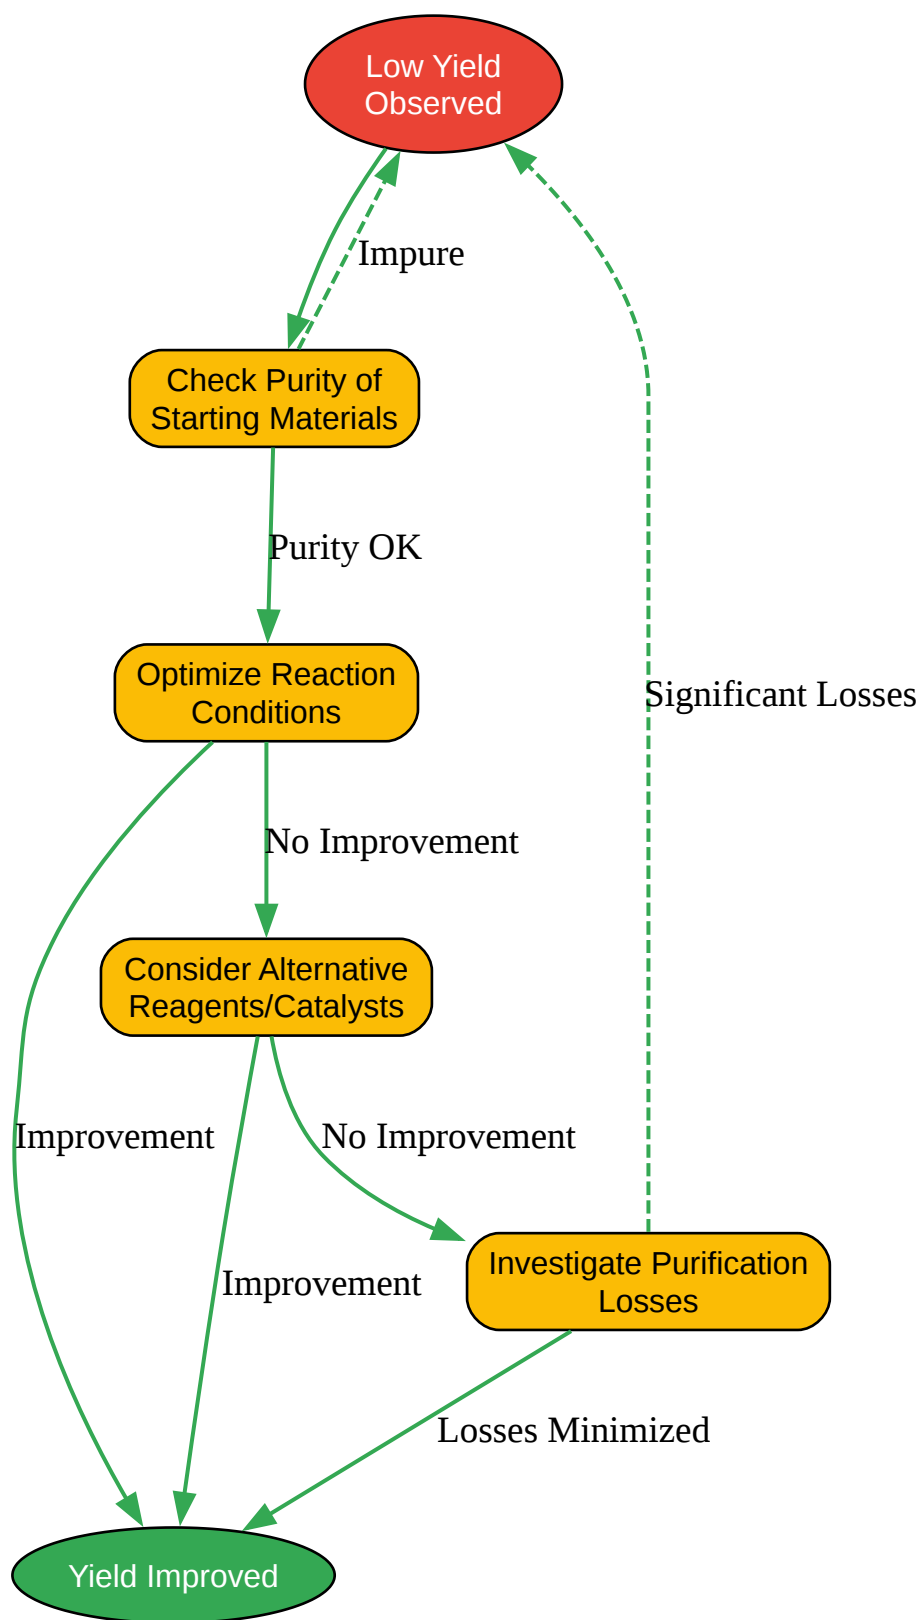 Low Yield
Observed
Impure
Check Purity of
Starting Materials
Purity OK
Optimize Reaction
Conditions
Significant Losses
No Improvement
Consider Alternative
Reagents/Catalysts
Improvement
No Improvement
Investigate Purification
Losses
Improvement
Losses Minimized
Yield Improved